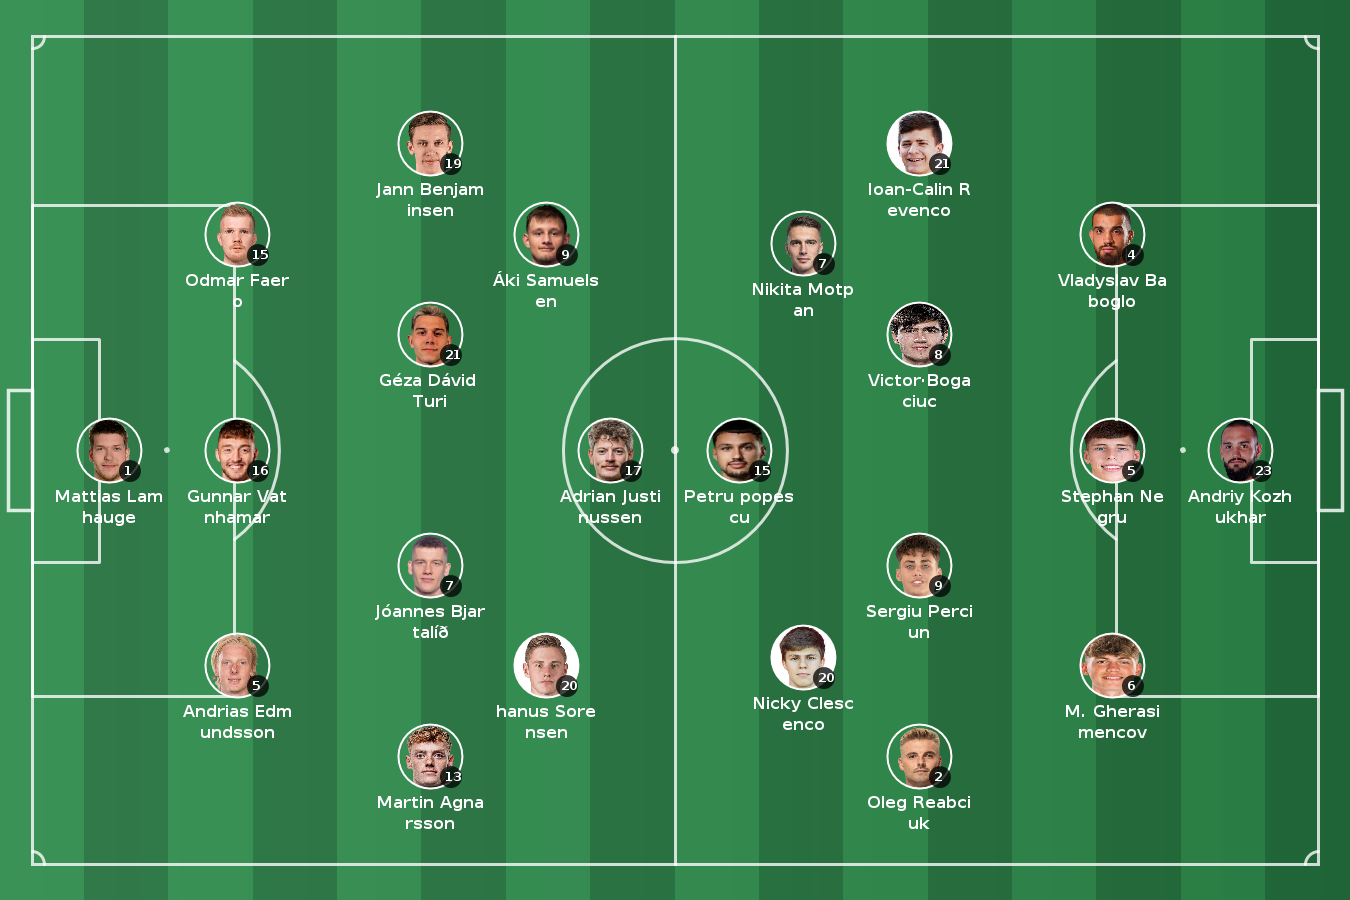 19
Jann Benjam
insen
21
Ioan-Calin R
evenco
15
Odmar Faer
o
9
Áki Samuels
en
7
Nikita Motp
an
4
Vladyslav Ba
boglo
21
Géza Dávid
Turi
8
Victor·Boga
ciuc
1
Mattias Lam
hauge
16
Gunnar Vat
nhamar
17
Adrian Justi
nussen
15
Petru popes
cu
5
Stephan Ne
gru
23
Andriy Kozh
ukhar
7
Jóannes Bjar
talíð
9
Sergiu Perci
un
5
Andrias Edm
undsson
20
hanus Sore
nsen
20
Nicky Clesc
enco
6
M. Gherasi
mencov
13
Martin Agna
rsson
2
Oleg Reabci
uk